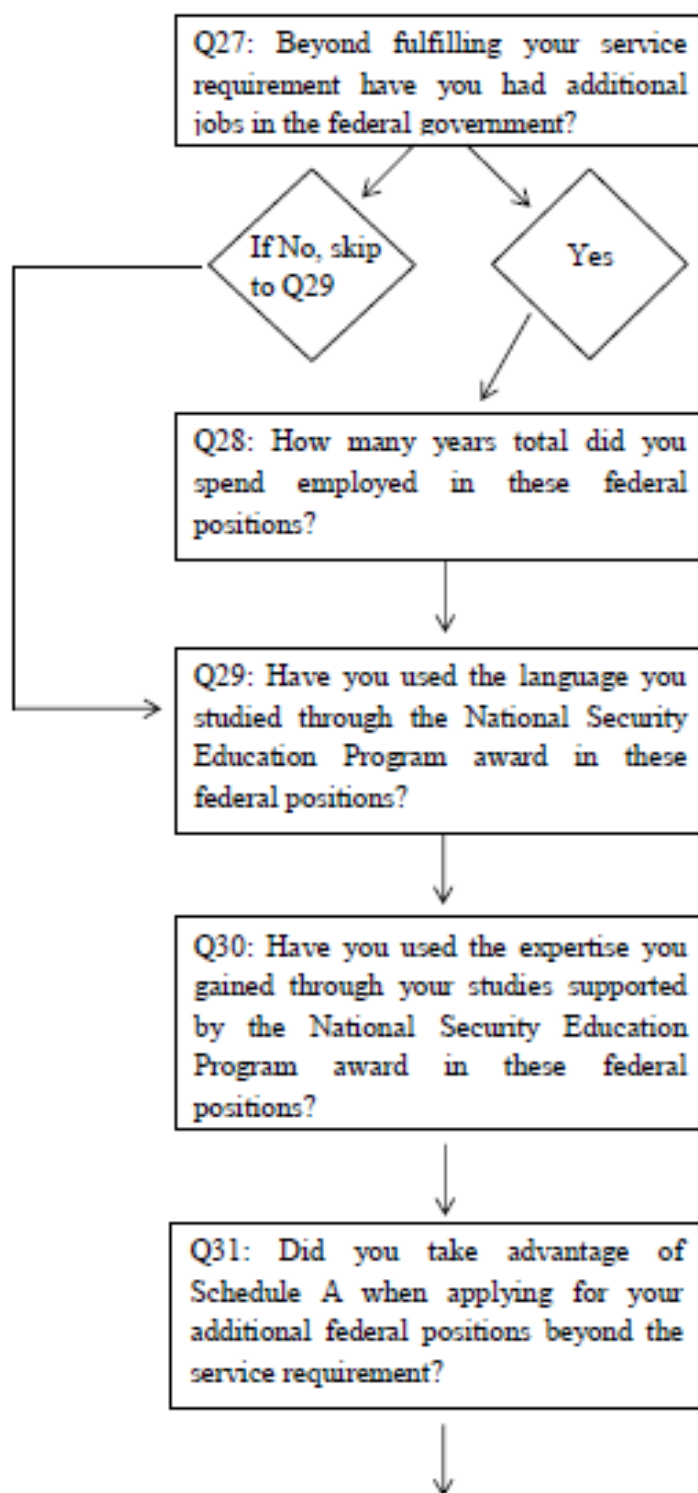 Q27: Beyond fulfilling your service
requirement have you had additional
jobs in the federal government?
If No, skip
to Q29
Yes
Q28: How many years total did you
spend employed in these federal
positions?
Q29: Have you used the language you
studied through the National Security
Education Program award in these
federal positions?
Q30: Have you used the expertise you
gained through your studies supported
by the National Security Education
Program award in these federal
positions?
Q31: Did you take advantage of
Schedule A when applying for your
additional federal positions beyond the
service requirement?